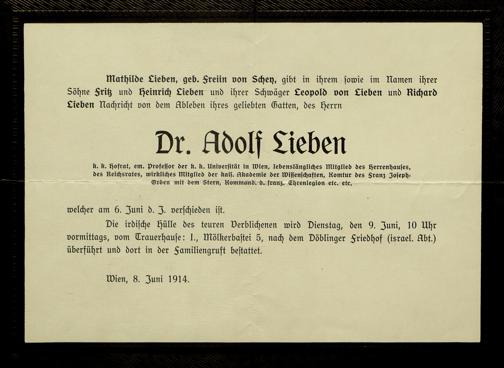 Mathilde Lieben, geb. Freiin von Schey, gibt in ihrem sowie im Namen ihrer
Söhne Fritz und Heinrich Lieben und ihrer Schwäger Leopold von Lieben und Richard
Lieben Nachricht von dem Ableben ihres geliebten Gatten, des Herrn
Dr. Adolf Lieben
k. k. Hofrat, em. Professor der k. k. Universität in Wien, lebenslängliches Mitglied des Herrenhauses,
des Reichsrates, wirkliches Mitglied der kais. Akademie der Wissenschaften, Komtur des Franz Joseph-
Orden mit dem Stern, Kommand. d. franz. Ehrenlegion etc. etc.
welcher am 6. Juni d. J. verschieden ist.
Die irdische Hülle des teuren Verblichenen wird Dienstag, den 9. Juni, 10 Uhr
vormittags, vom Trauerhause: I., Mölkerbastei 5, nach dem Döblinger Friedhof (israel. Abt.)
überführt und dort in der Familiengruft bestattet.
Wien, 8. Juni 1914.